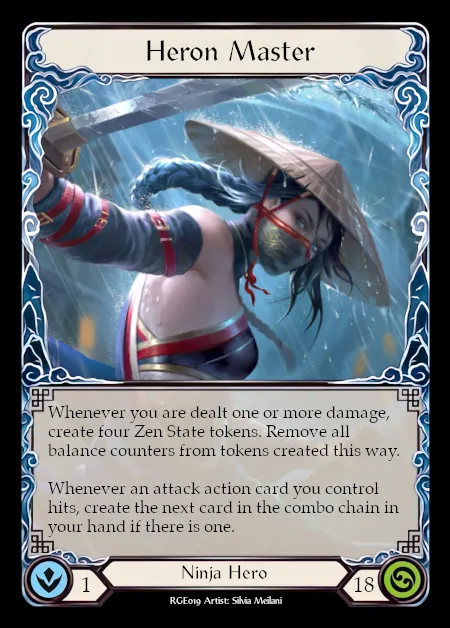 Heron Master
Whenever you are dealt one or more damage,
create four Zen State tokens. Remove all
balance counters from tokens created this way.
Whenever an attack action card you control
hits, create the next card in the combo chain in
your hand if there is one.
1
Ninja Hero
18
RGE019 Artist: Silvia Meilani